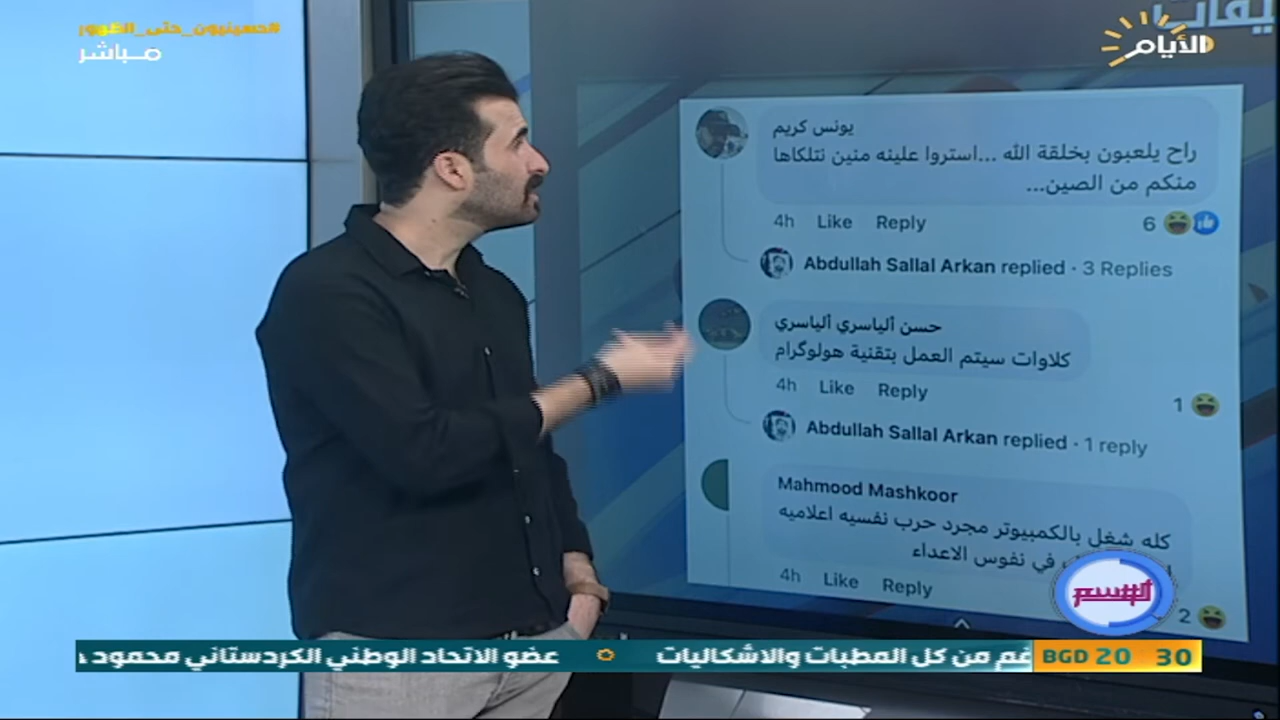 #حسينيون_حتى_الظهور
مباشر
الأيام
يونس كريم
راح يلعبون بخلقة الله ...استروا علينه منين نتلكاها
منكم من الصين...
4h Like Reply 6
Abdullah Sallal Arkan replied · 3 Replies
حسن ألياسري ألياسري
كلاوات سيتم العمل بتقنية هولوگرام
4h Like Reply
1
Abdullah Sallal Arkan replied · 1 reply
Mahmood Mashkoor
كله شغل بالكمبيوتر مجرد حرب نفسيه اعلاميه
في نفوس الاعداء
4h Like Reply
2
غم من كل المطبات والاشكاليات
عضو الاتحاد الوطني الكردستاني محمود
BGD 20 30